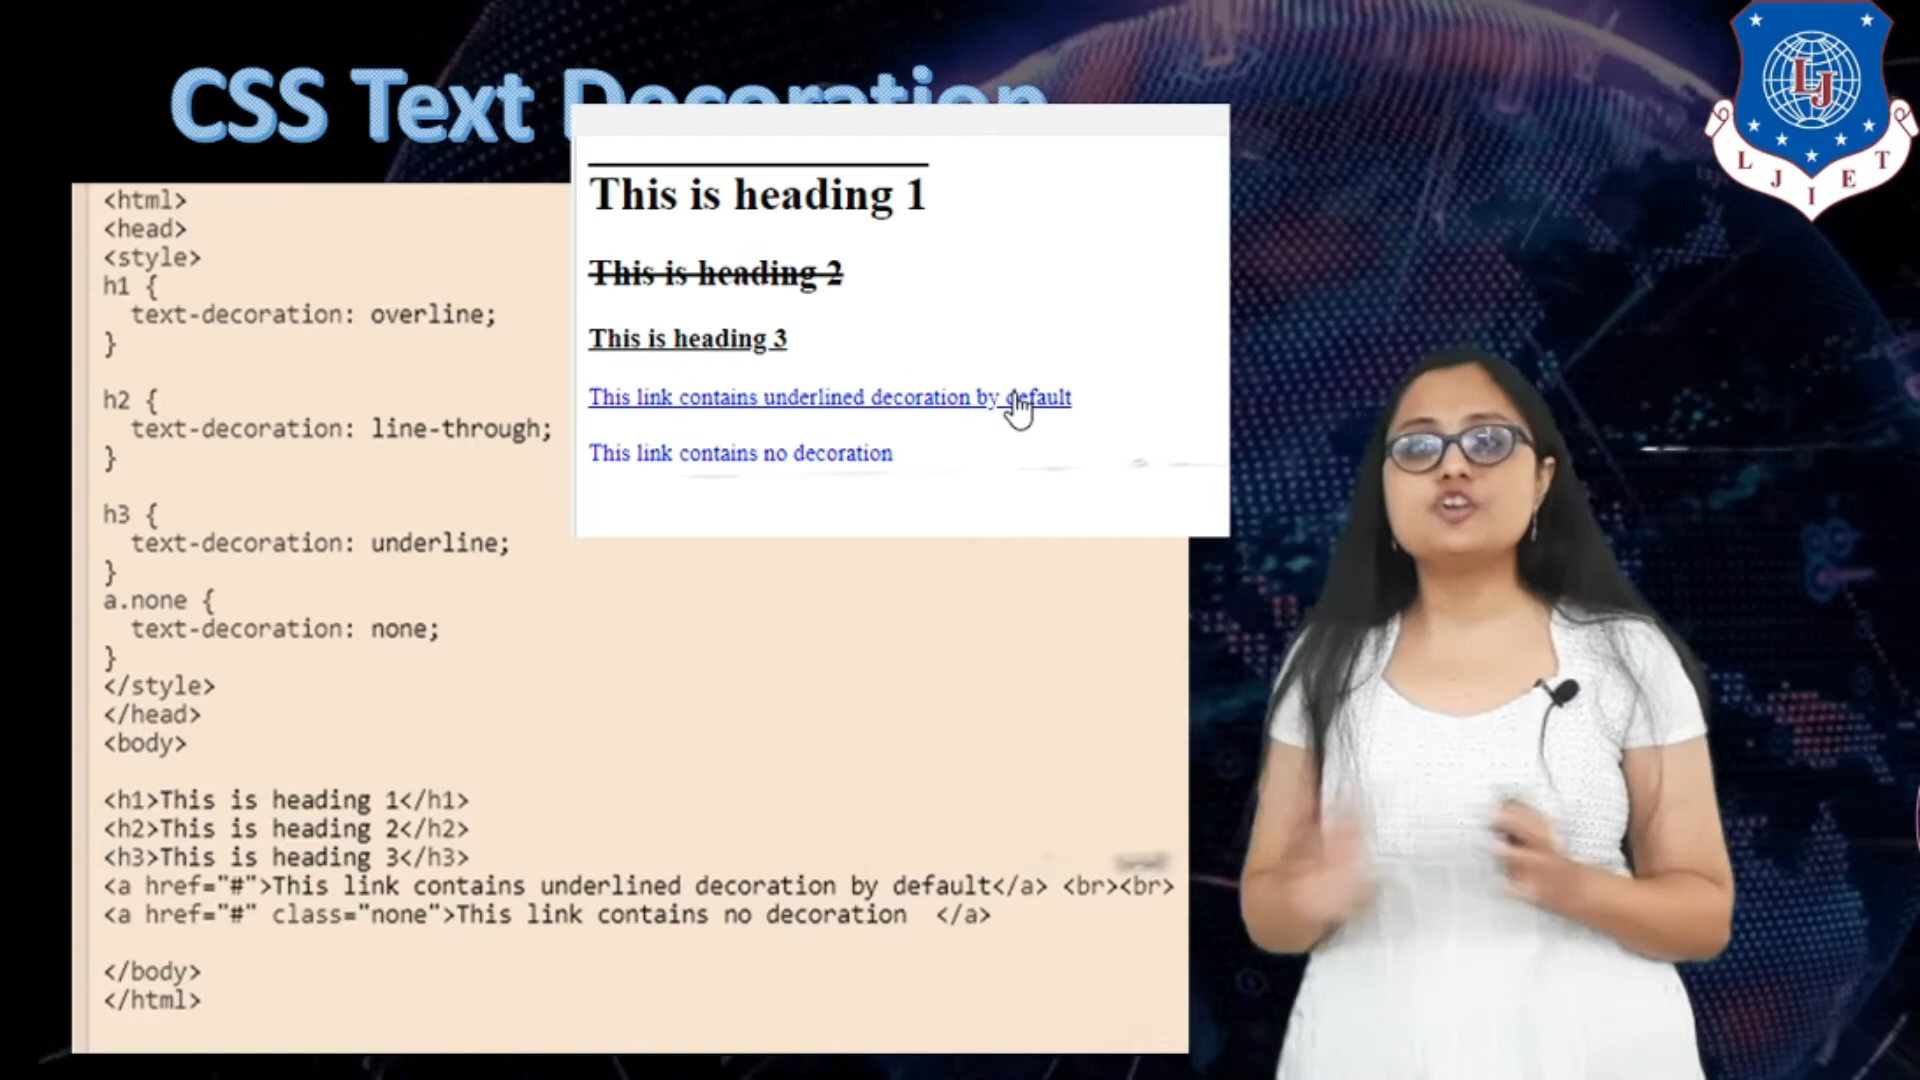 CSS Text Decoration
<html>
<head>
<style>
h1 {
text-decoration: overline;
}
h2 {
text-decoration: line-through;
}
h3 {
text-decoration: underline;
}
a.none {
text-decoration: none;
}
</style>
</head>
<body>
<h1>This is heading 1</h1>
<h2>This is heading 2</h2>
<h3>This is heading 3</h3>
<a href="#">This link contains underlined decoration by default</a> <br><br>
<a href="#" class="none">This link contains no decoration  </a>
</body>
</html>
This is heading 1
This is heading 2
This is heading 3
This link contains underlined decoration by default
This link contains no decoration
LJ
L J I E T